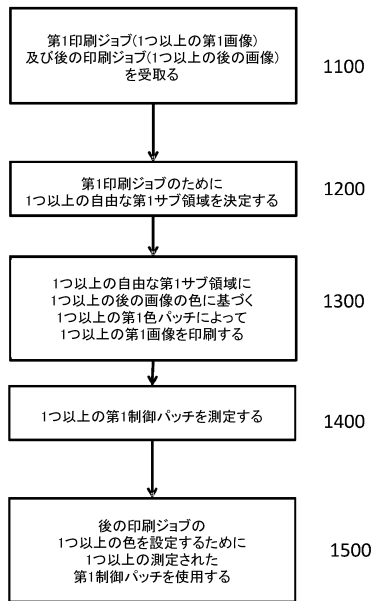 第1印刷ジョブ(1つ以上の第1画像)
及び後の印刷ジョブ(1つ以上の後の画像)
を受取る
1100
第1印刷ジョブのために
1つ以上の自由な第1サブ領域を決定する
1200
1つ以上の自由な第1サブ領域に
1つ以上の後の画像の色に基づく
1つ以上の第1色パッチによって
1つ以上の第1画像を印刷する
1300
1つ以上の第1制御パッチを測定する
1400
後の印刷ジョブの
1つ以上の色を設定するために
1つ以上の測定された
第1制御パッチを使用する
1500